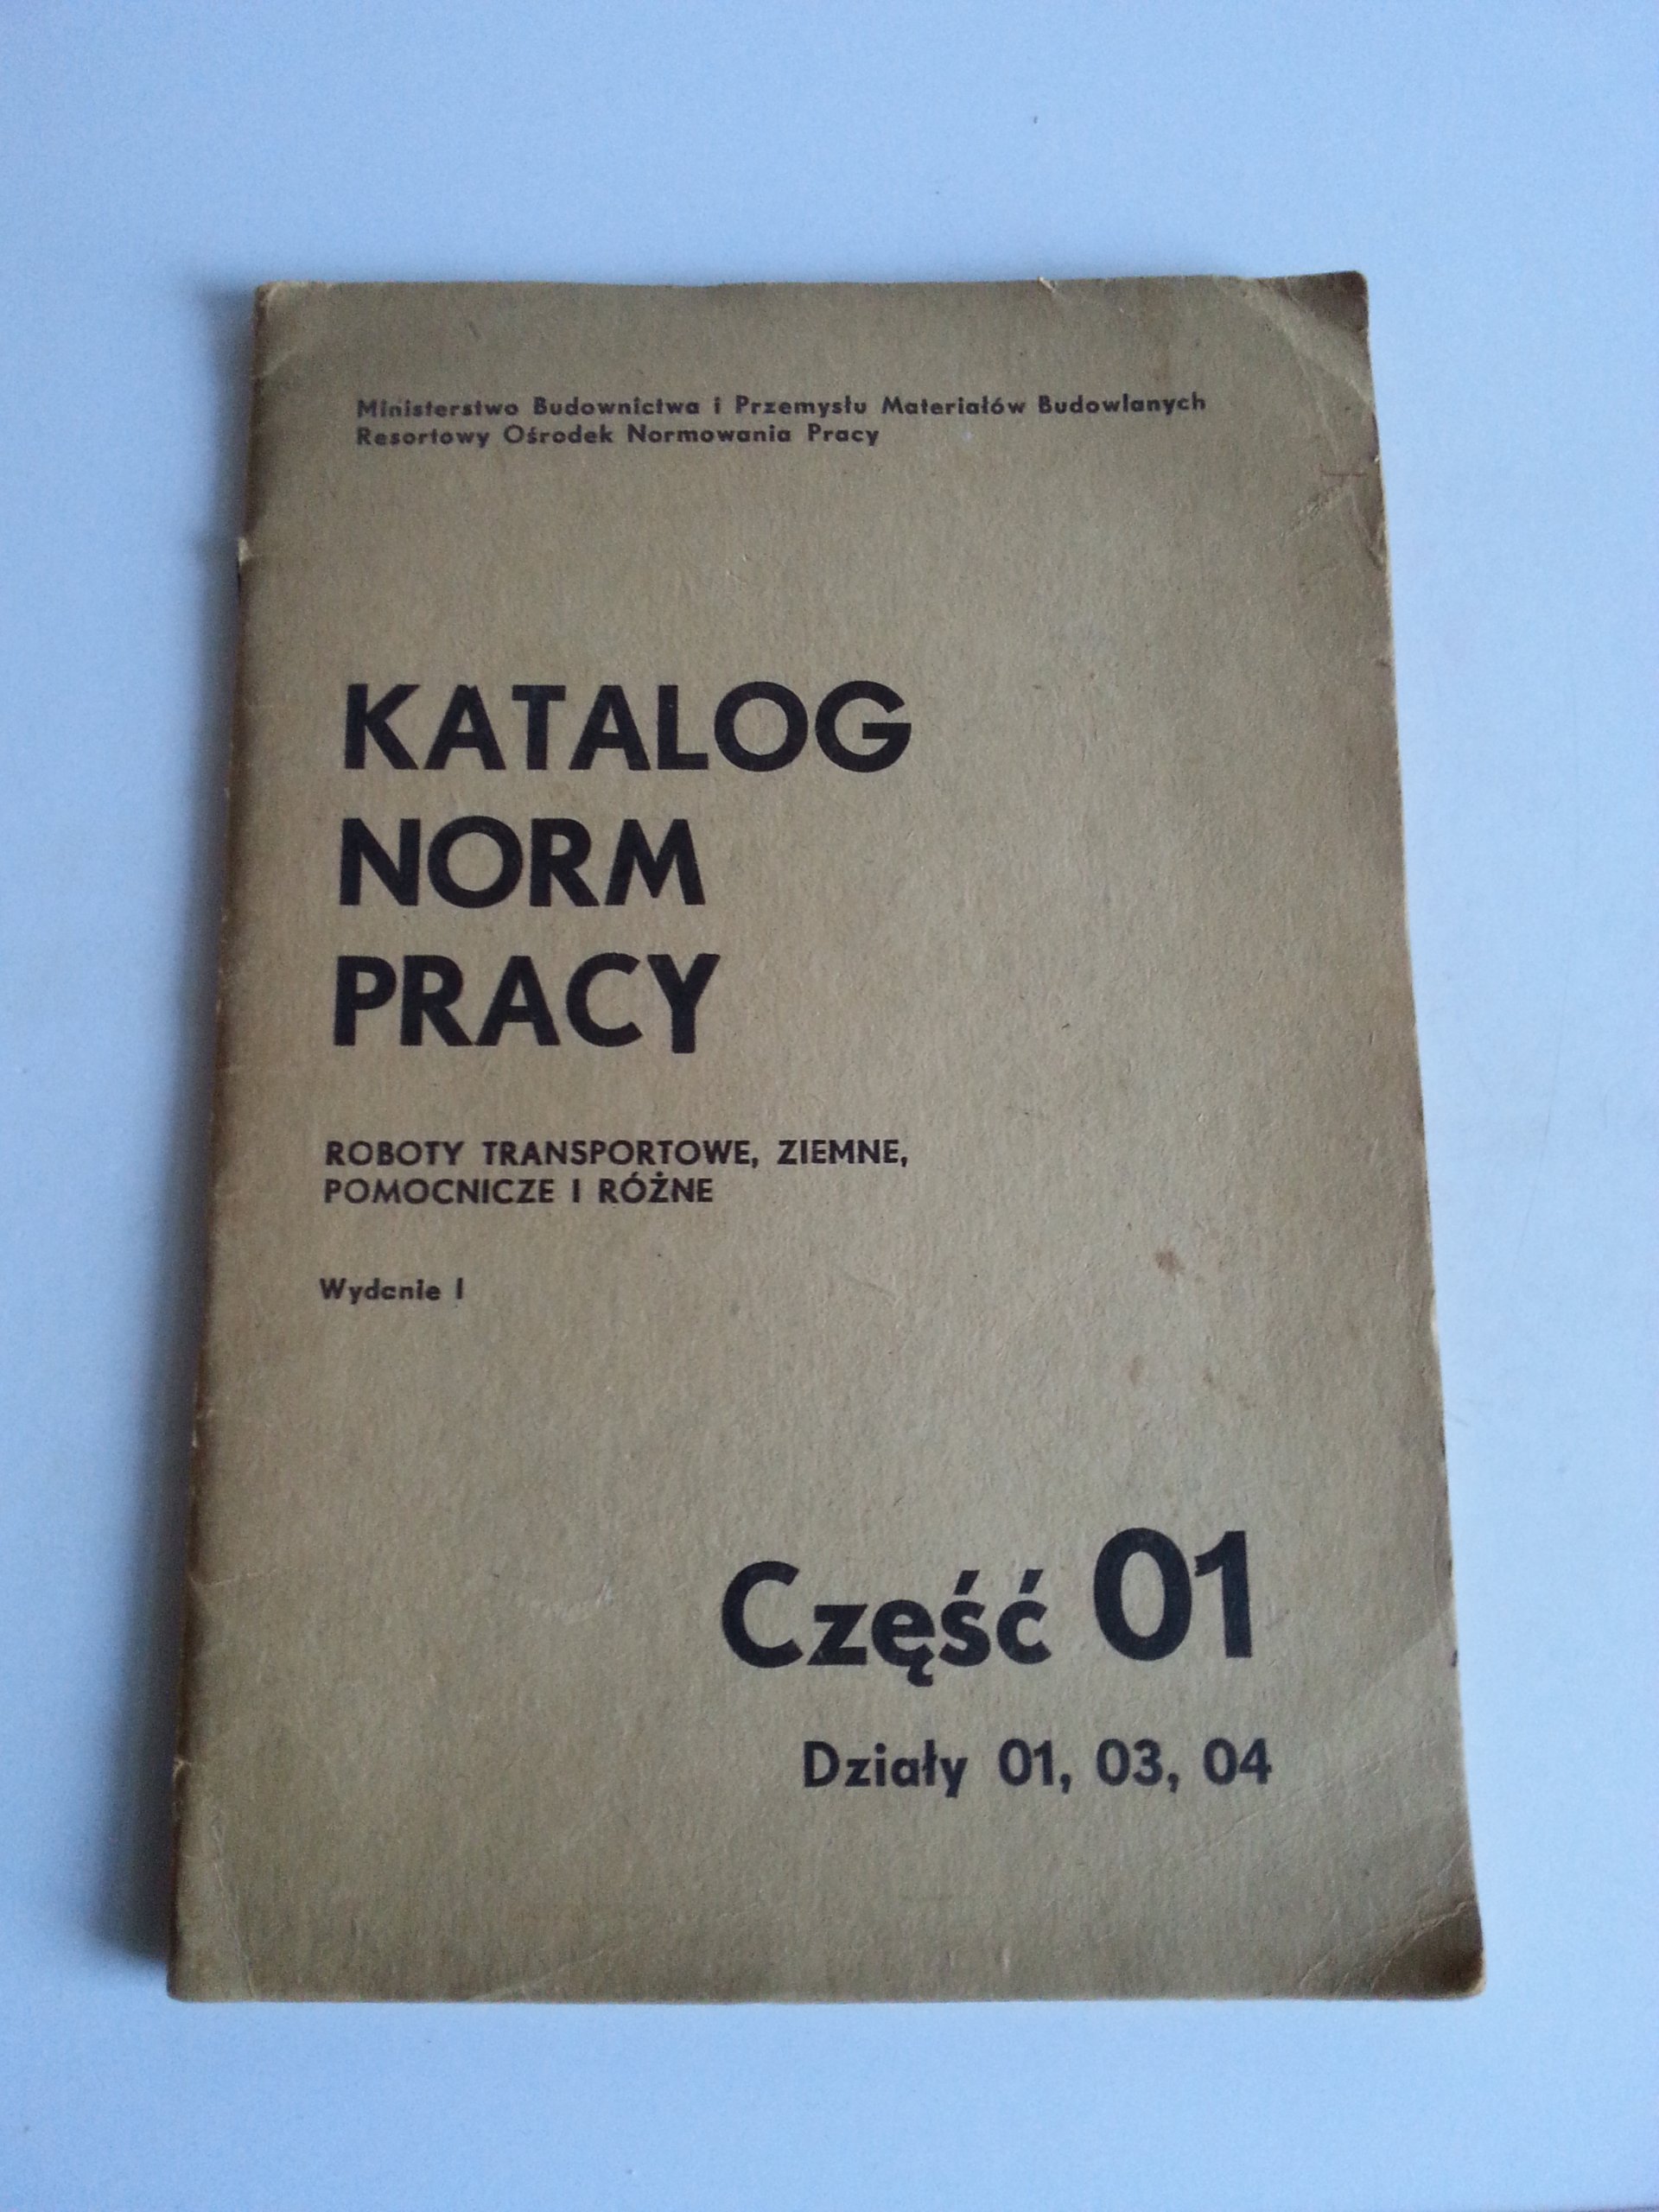 Ministerstwo Budownictwa i Przemysłu Materiałów Budowlanych
Resortowy Ośrodek Normowania Pracy
KATALOG
NORM
PRACY
ROBOTY TRANSPORTOWE, ZIEMNE,
POMOCNICZE I RÓŻNE
Wydanie I
Część 01
Działy 01, 03, 04